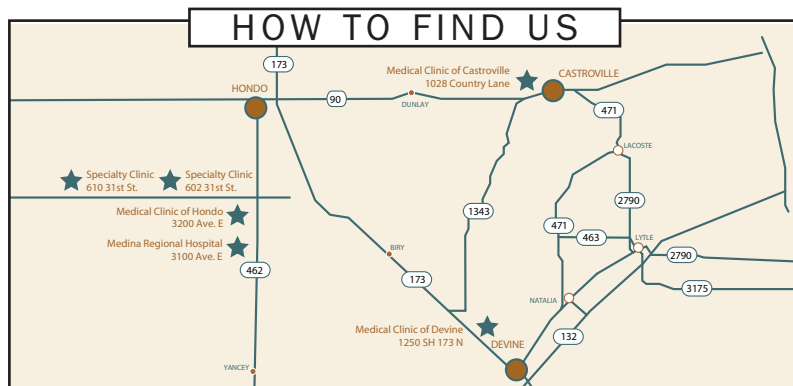 HOW TO FIND US
173
Medical Clinic of Castroville
1028 Country Lane
CASTROVILLE
HONDO
90
DUNLAY
471
LACOSTE
Specialty Clinic
610 31st St.
Specialty Clinic
602 31st St.
2790
Medical Clinic of Hondo
3200 Ave. E
1343
471
463
LYTLE
Medina Regional Hospital
3100 Ave. E
BIRY
2790
462
173
3175
NATALIA
Medical Clinic of Devine
1250 SH 173 N
DEVINE
132
YANCEY